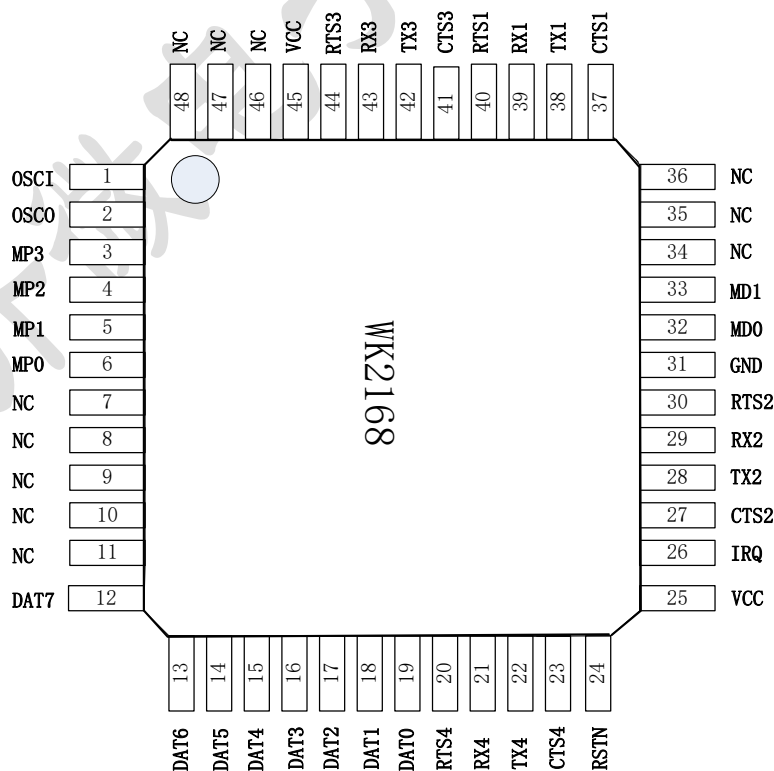 NC NC NC VCC RTS3 RX3 TX3 CTS3 RTS1 RX1 TX1 CTS1
48 47 46 45 44 43 42 41 40 39 38 37
OSCI 1
OSCO 2
MP3 3
MP2 4
MP1 5
MP0 6
NC 7
NC 8
NC 9
NC 10
NC 11
DAT7 12
WK2168
36 NC
35 NC
34 NC
33 MD1
32 MD0
31 GND
30 RTS2
29 RX2
28 TX2
27 CTS2
26 IRQ
25 VCC
13 14 15 16 17 18 19 20 21 22 23 24
DAT6 DAT5 DAT4 DAT3 DAT2 DAT1 DAT0 RTS4 RX4 TX4 CTS4 RSTN
微电